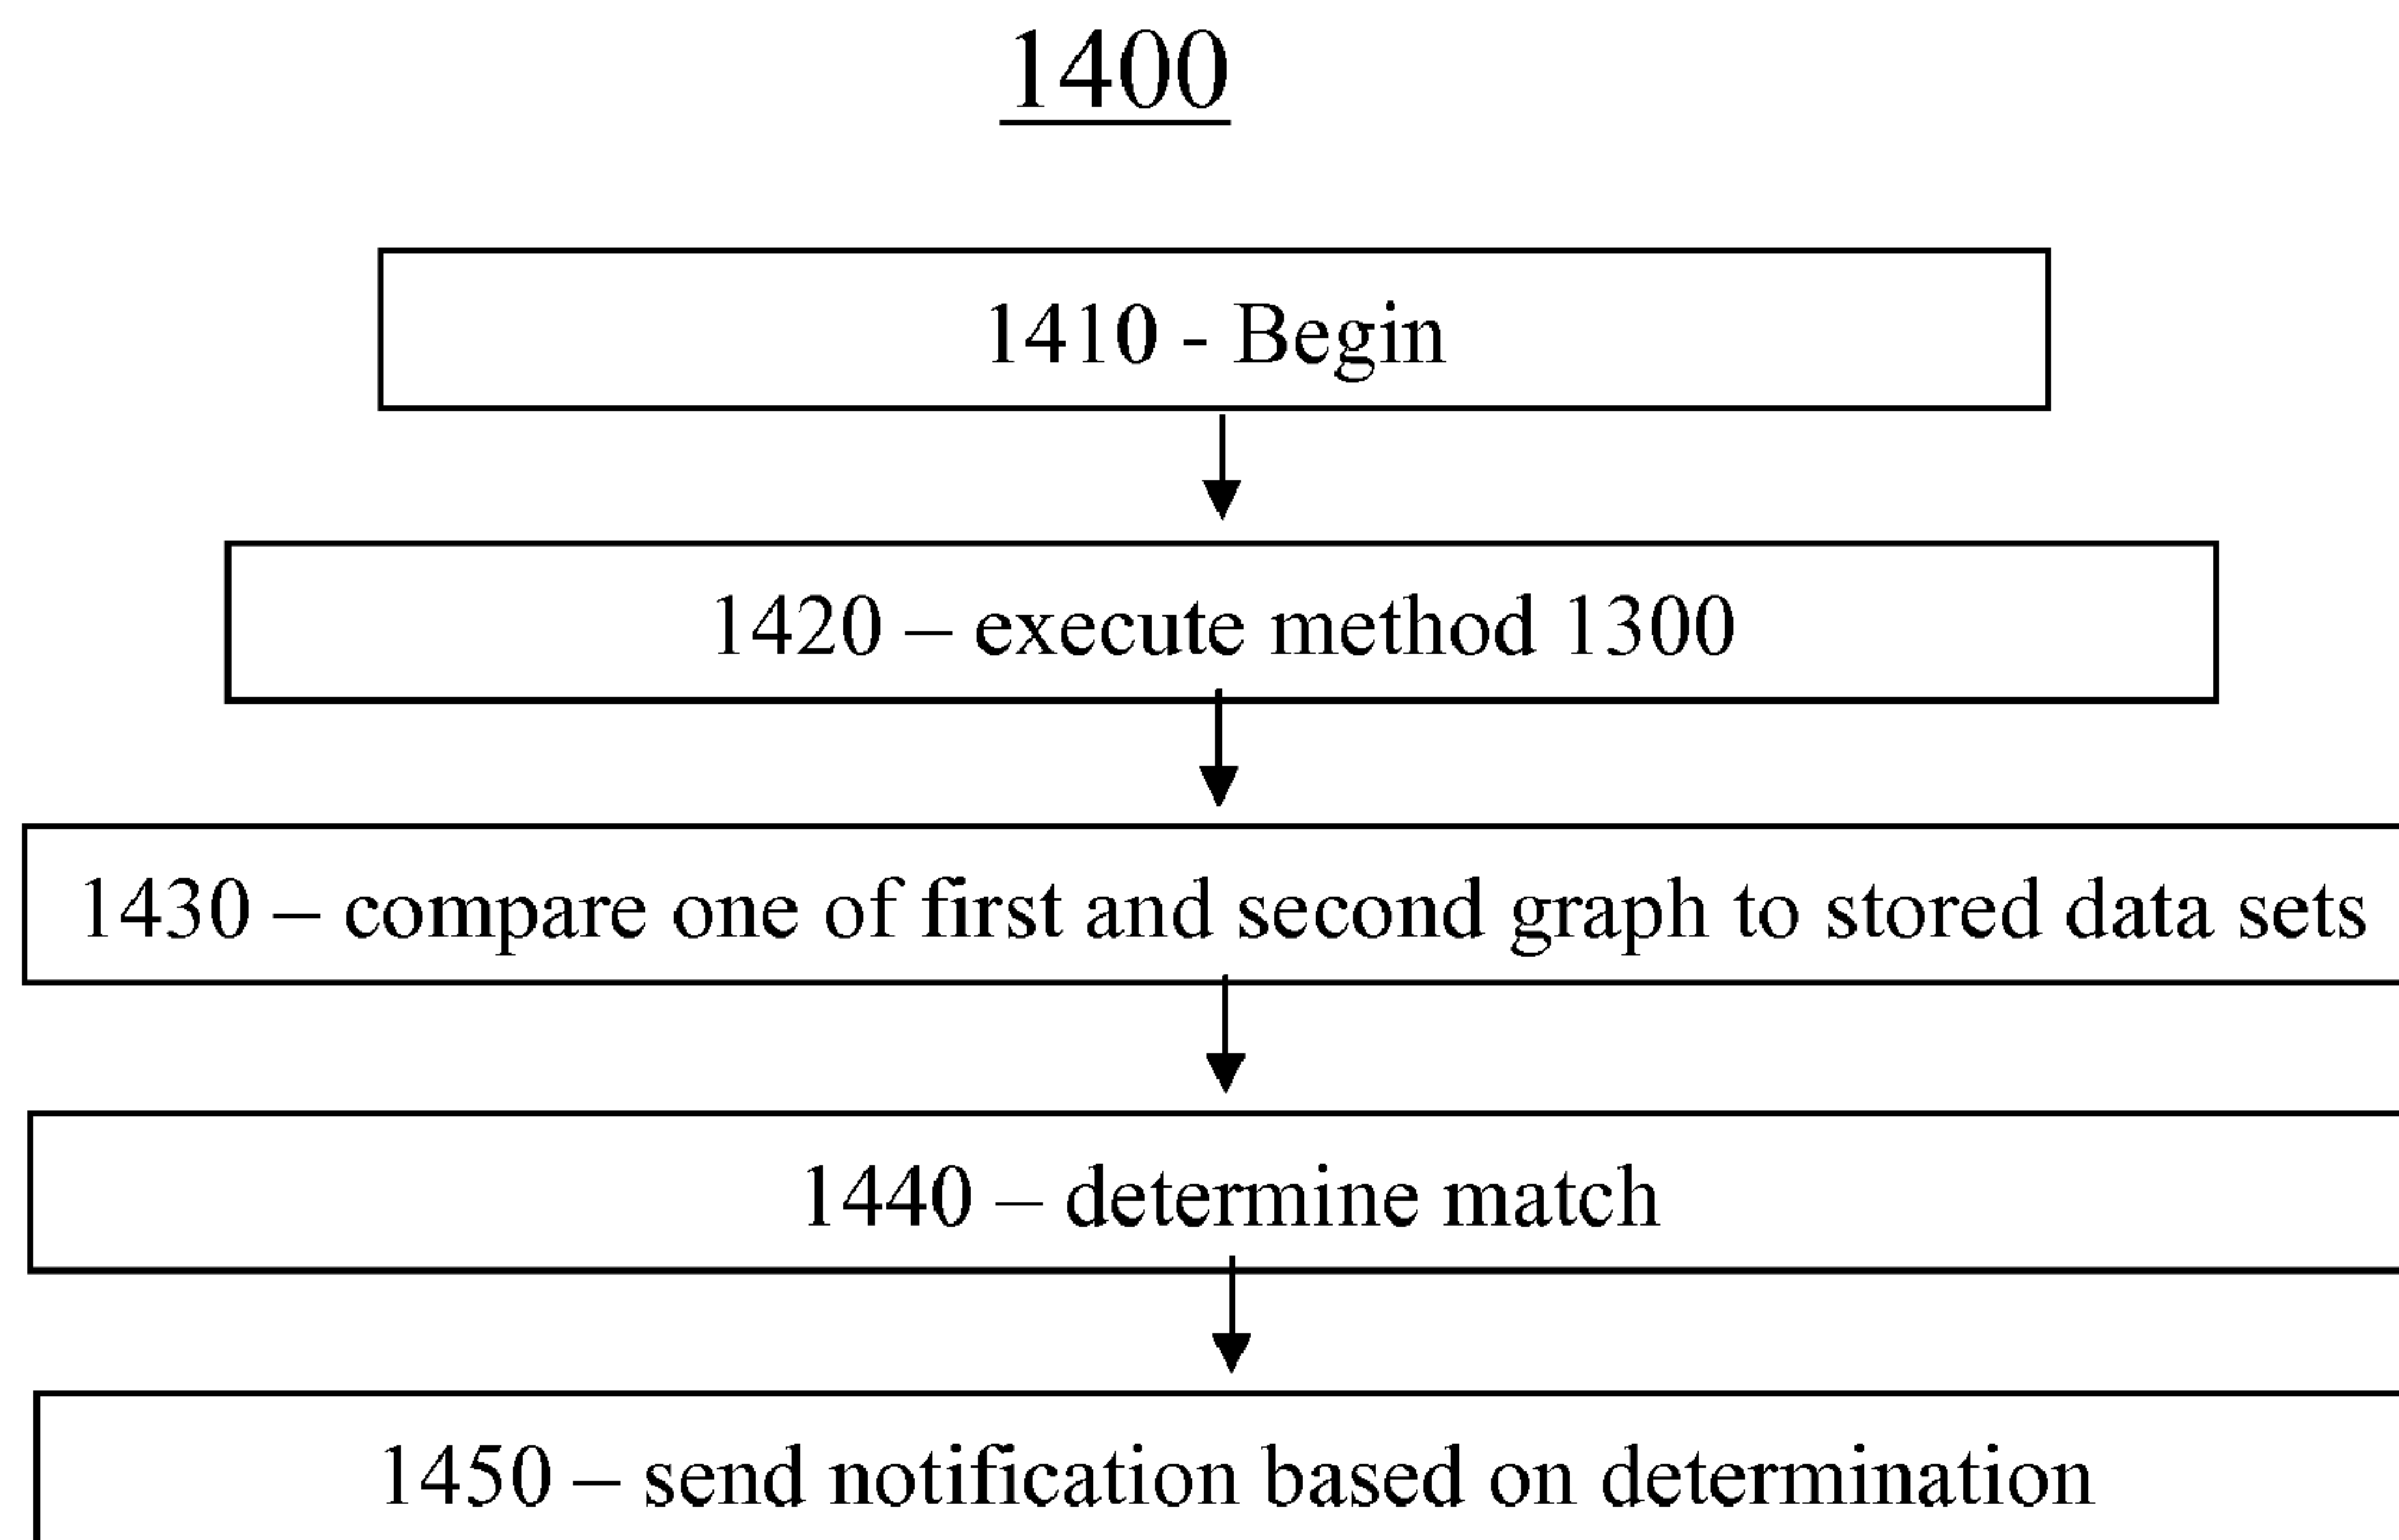 1400
1410 - Begin
1420 – execute method 1300
1430 – compare one of first and second graph to stored data sets
1440 – determine match
1450 – send notification based on determination